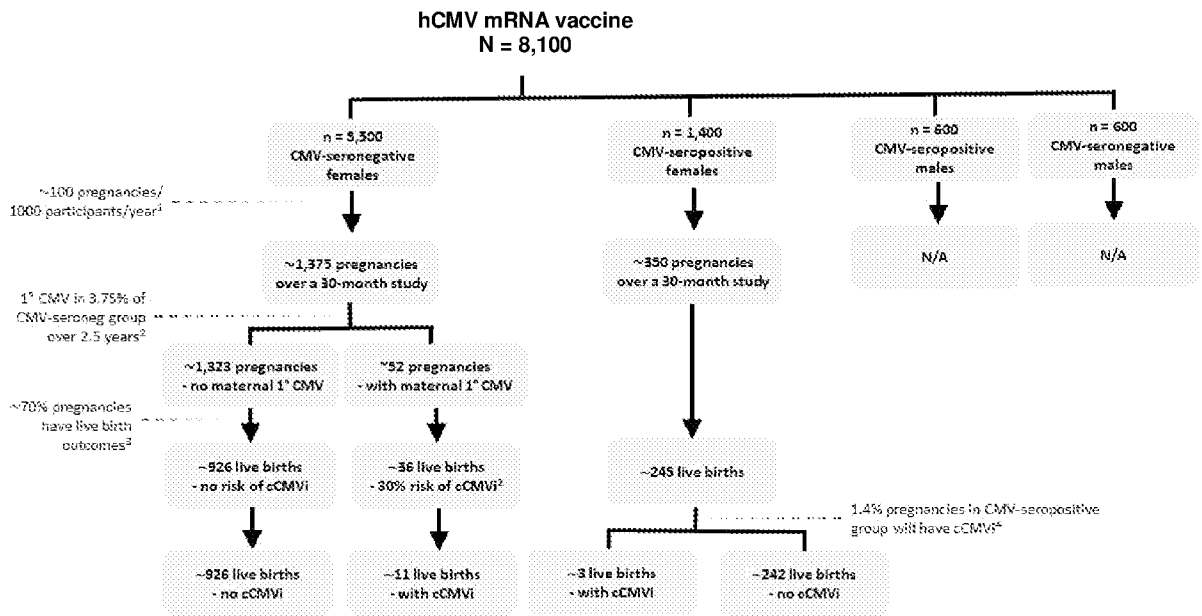 hCMV mRNA vaccine
N = 8,100
n = 5,500
CMV-seronegative
females
n = 1,400
CMV-seropositive
females
n = 600
CMV-seropositive
males
n = 600
CMV-seronegative
males
~100 pregnancies/
1000 participants/year¹
~1,375 pregnancies
over a 30-month study
~350 pregnancies
over a 30-month study
N/A
N/A
1° CMV in 3.75% of
CMV-seroneg group
over 2.5 years²
~1,323 pregnancies
- no maternal 1° CMV
~52 pregnancies
- with maternal 1° CMV
~70% pregnancies
have live birth
outcomes³
~926 live births
- no risk of cCMVi
~36 live births
- 30% risk of cCMVi²
~245 live births
1.4% pregnancies in CMV-seropositive
group will have cCMVi⁴
~926 live births
- no cCMVi
~11 live births
- with cCMVi
~3 live births
- with cCMVi
~242 live births
- no cCMVi